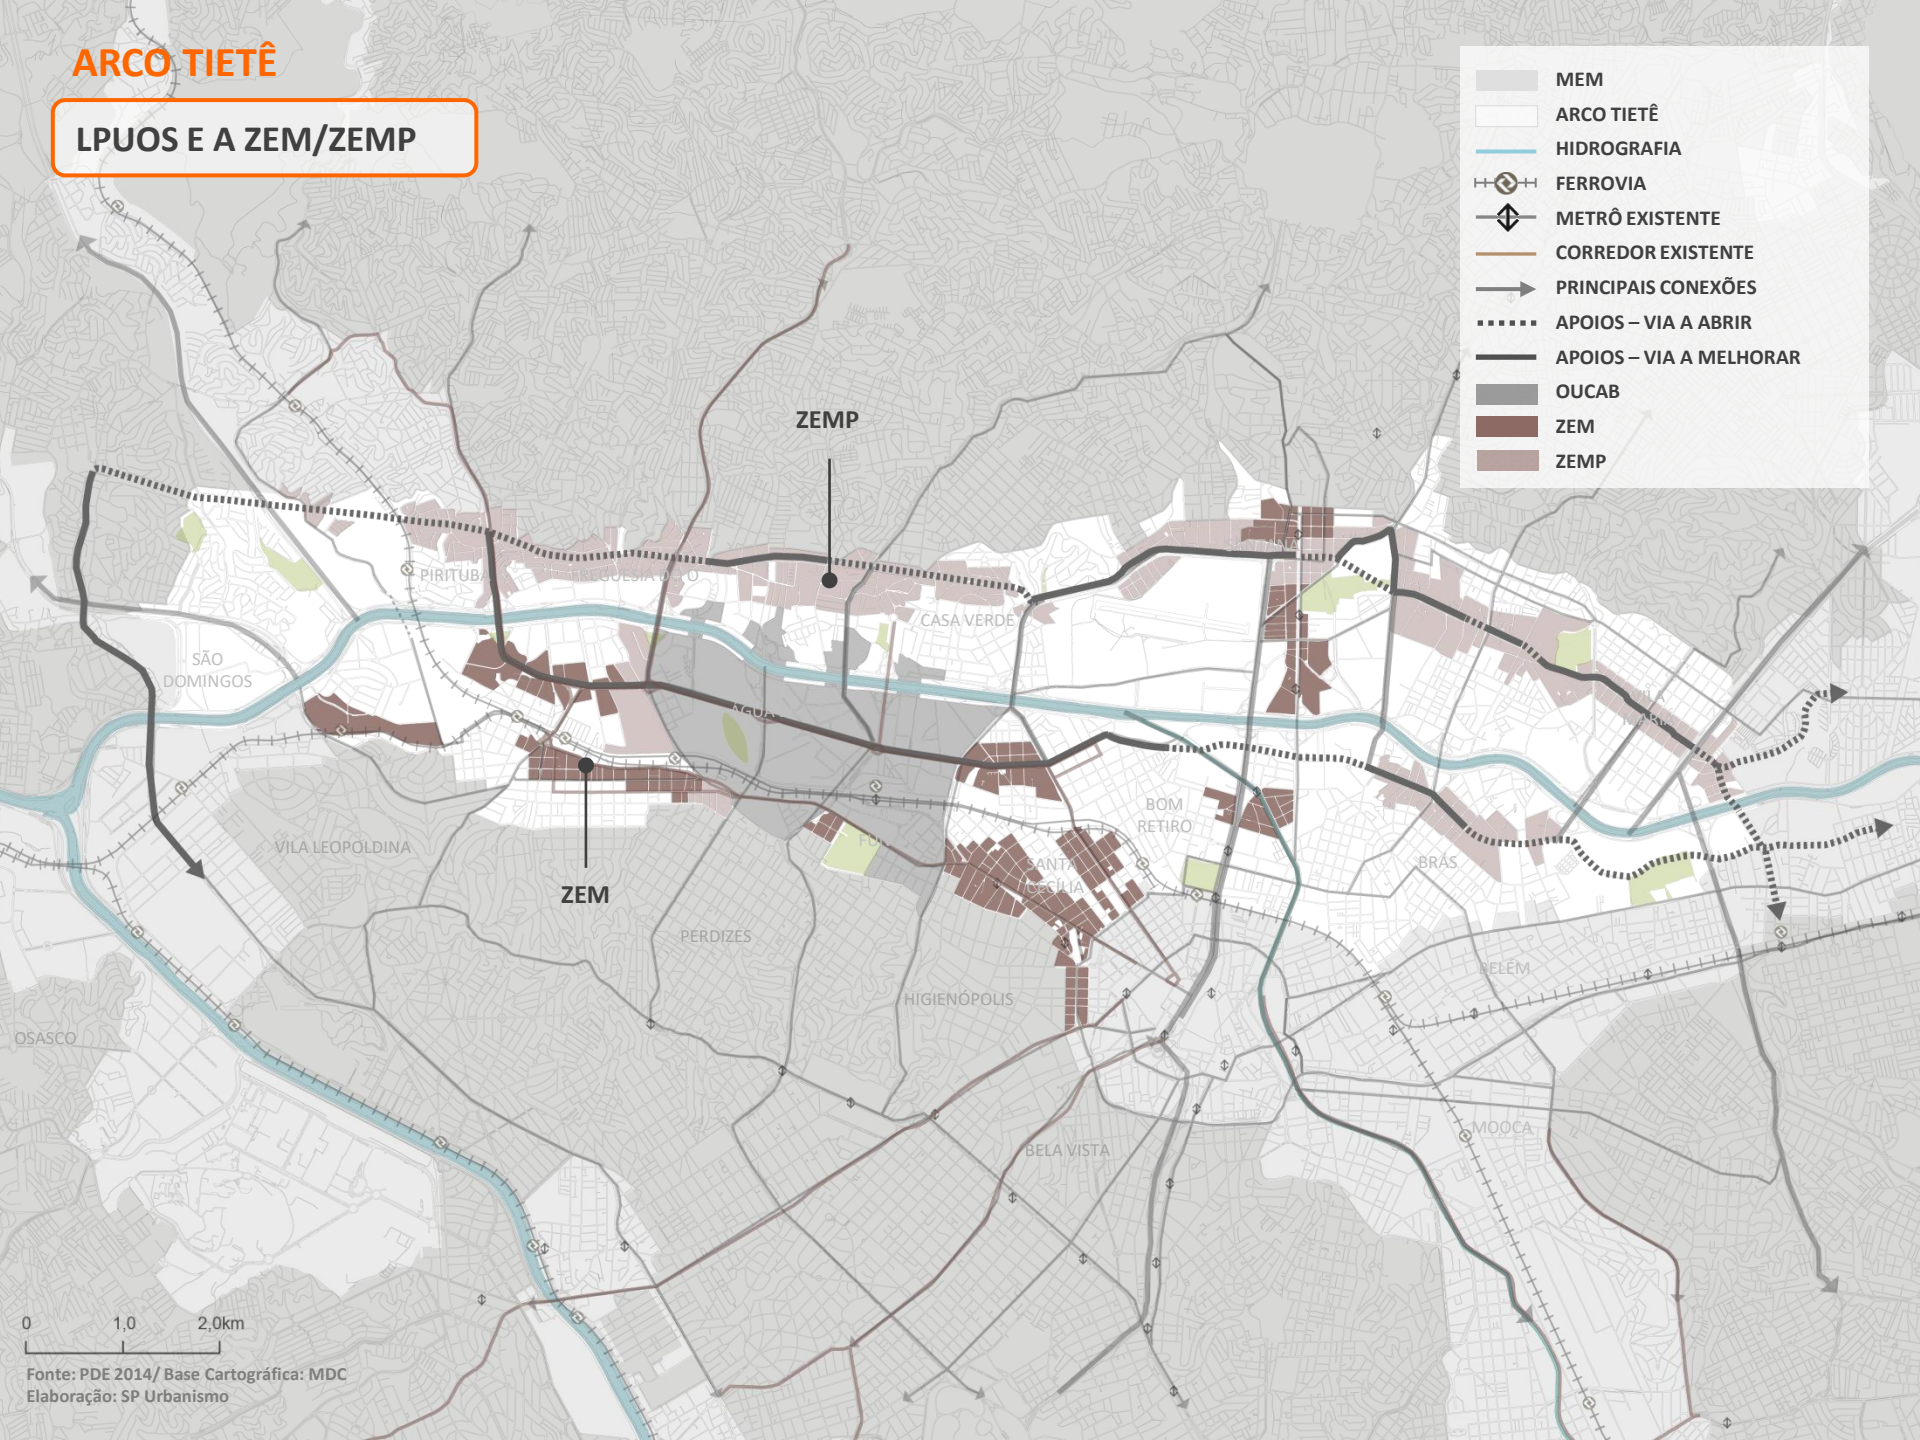 ARCO TIETÊ
LPUOS E A ZEM/ZEMP
MEM
ARCO TIETÊ
HIDROGRAFIA
FERROVIA
METRÔ EXISTENTE
CORREDOR EXISTENTE
PRINCIPAIS CONEXÕES
APOIOS – VIA A ABRIR
APOIOS – VIA A MELHORAR
OUCAB
ZEM
ZEMP
ZEMP
PIRITUBA
CASA VERDE
SÃO
DOMINGOS
ÁGUA
BOM
RETIRO
VILA LEOPOLDINA
SANTA
CECÍLIA
BRÁS
ZEM
PERDIZES
BELÉM
HIGIENÓPOLIS
OSASCO
MOOCA
BELA VISTA
0 1,0 2,0km
Fonte: PDE 2014/ Base Cartográfica: MDC
Elaboração: SP Urbanismo